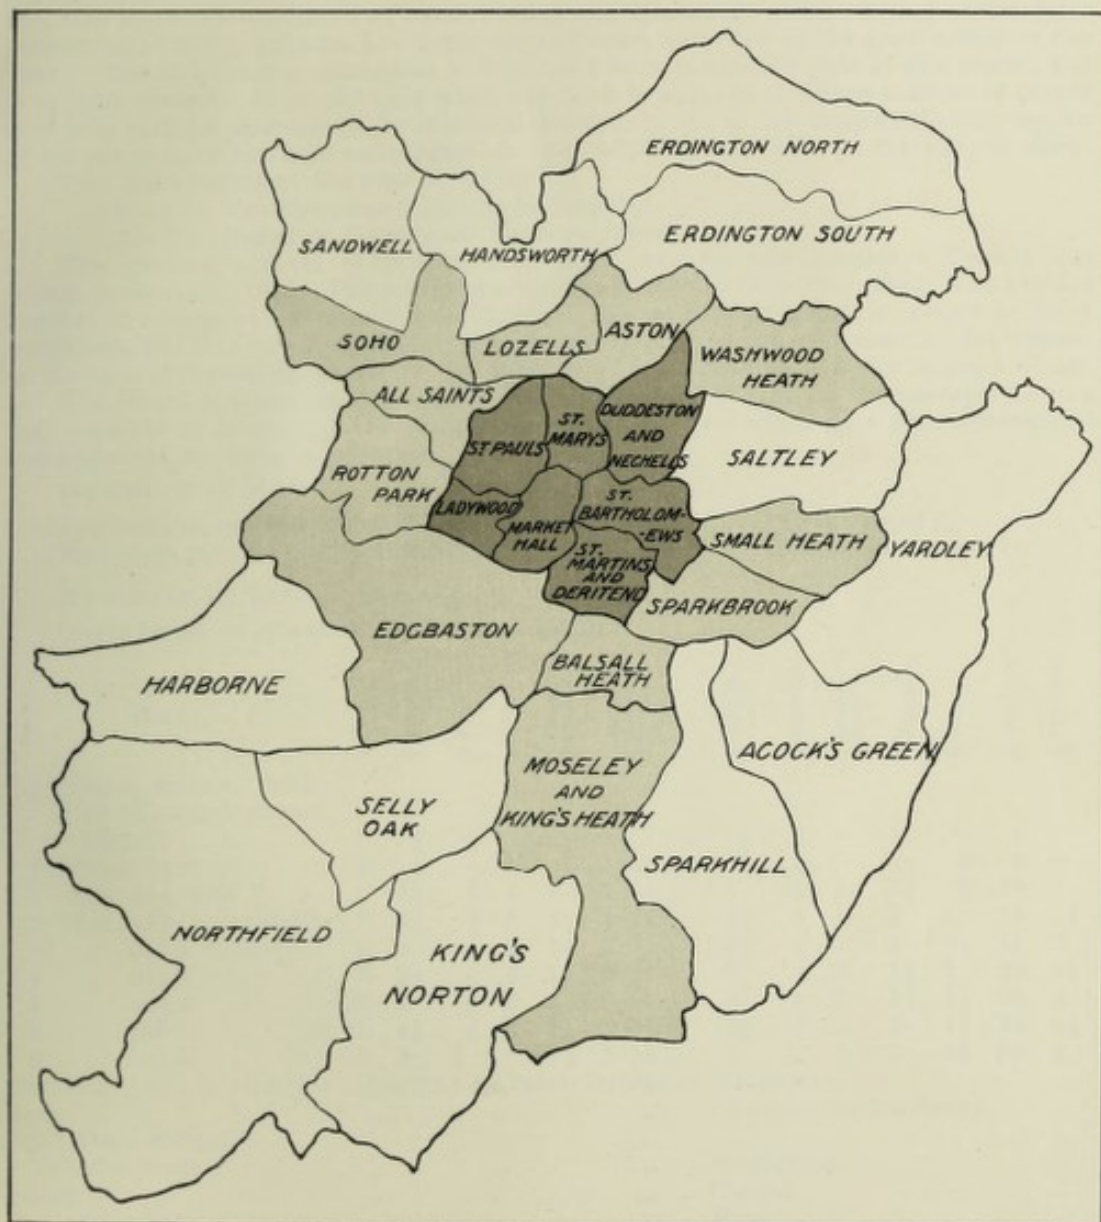 ERDINGTON NORTH
ERDINGTON SOUTH
SANDWELL
HANDSWORTH
SOHO
LOZELLS
ASTON
WASHWOOD
HEATH
ALL SAINTS
ST PAULS
ST.
MARYS
DUDDESTON
AND
NECHELLS
SALTLEY
ROTTON
PARK
LADYWOOD
MARKET
HALL
ST.
BARTHOLOM-
-EWS
SMALL HEATH
YARDLEY
ST.
MARTINS
AND
DERITEND
SPARKBROOK
EDGBASTON
BALSALL
HEATH
HARBORNE
ACOCK'S GREEN
MOSELEY
AND
KING'S HEATH
SELLY
OAK
SPARKHILL
NORTHFIELD
KING'S
NORTON